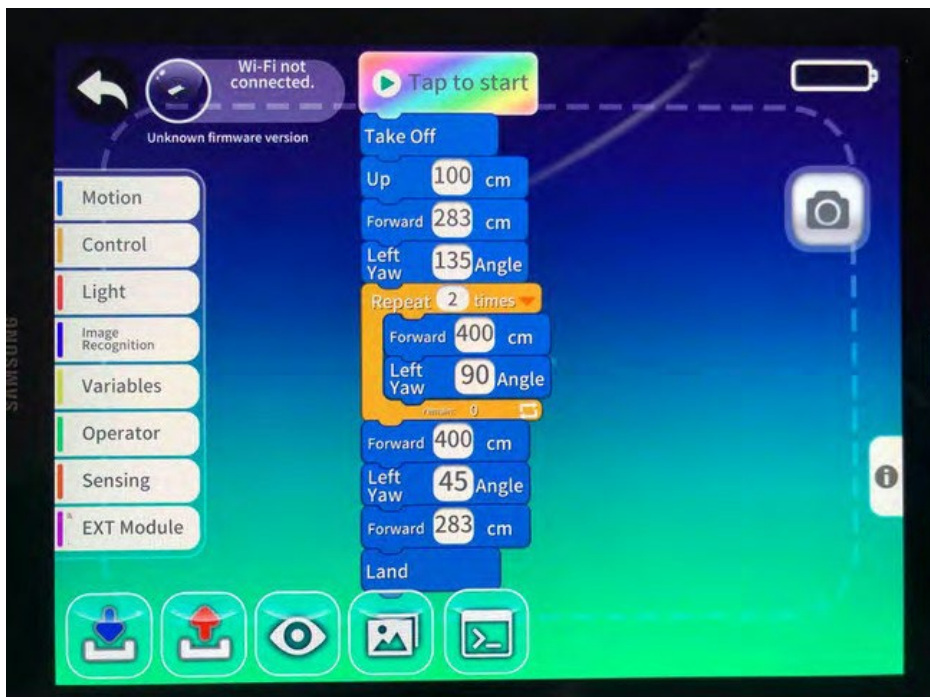 Wi-Fi not
connected.
Unknown firmware version
Tap to start
Take Off
Up 100 cm
Forward 283 cm
Left
Yaw 135 Angle
Repeat 2 times
Forward 400 cm
Left
Yaw 90 Angle
remain: 0
Forward 400 cm
Left
Yaw 45 Angle
Forward 283 cm
Land
Motion
Control
Light
Image
Recognition
Variables
Operator
Sensing
EXT Module
SAMSUNG